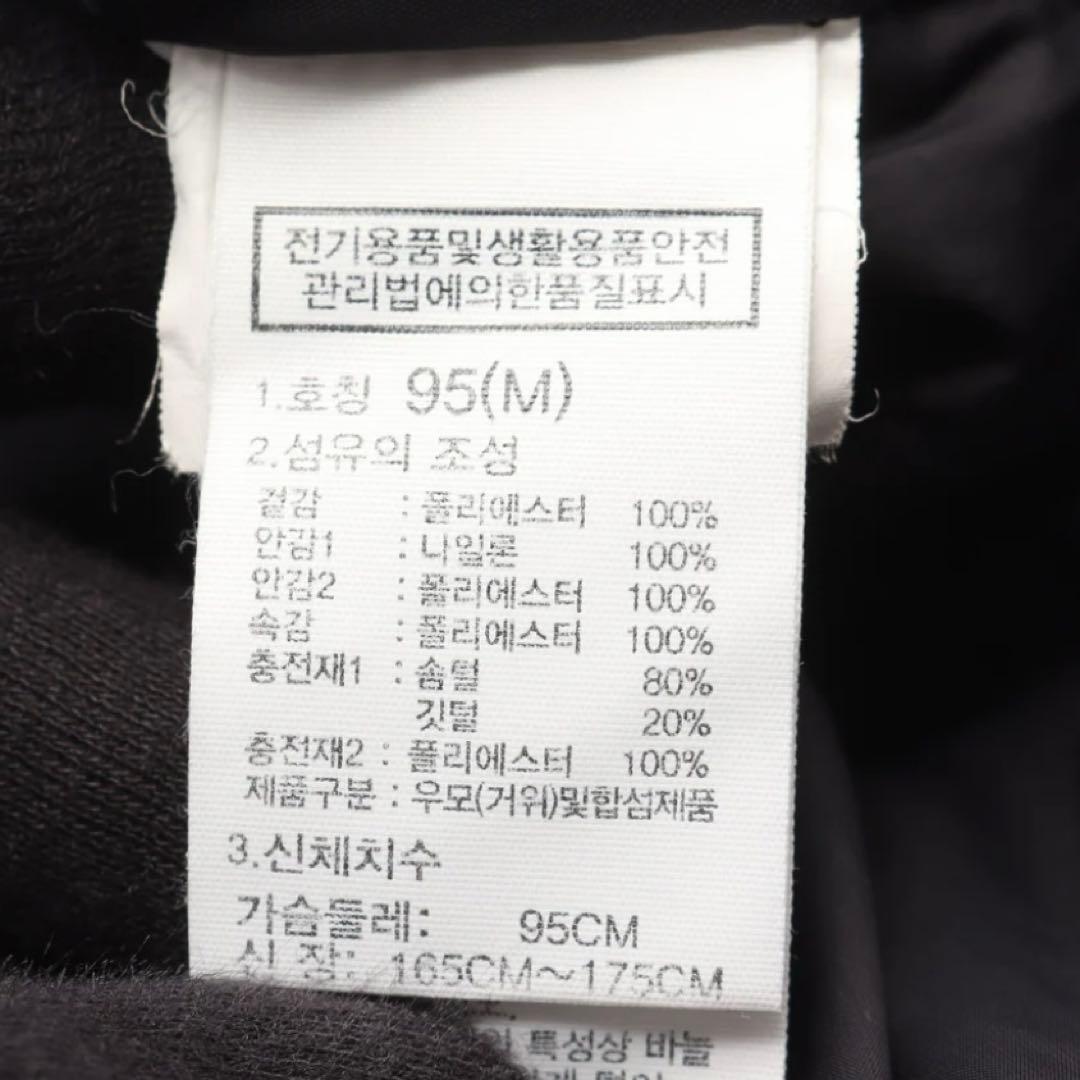 전기용품및생활용품안전
관리법에의한품질표시
1.호칭 95(M)
2.섬유의 조성
겉감 : 폴리에스터 100%
안감1 : 나일론 100%
안감2 : 폴리에스터 100%
속감 : 폴리에스터 100%
충전재1 : 솜털 80%
깃털 20%
충전재2 : 폴리에스터 100%
제품구분 : 우모(거위)및합섬제품
3.신체치수
가슴둘레: 95CM
신 장: 165CM~175CM
특성상 바늘